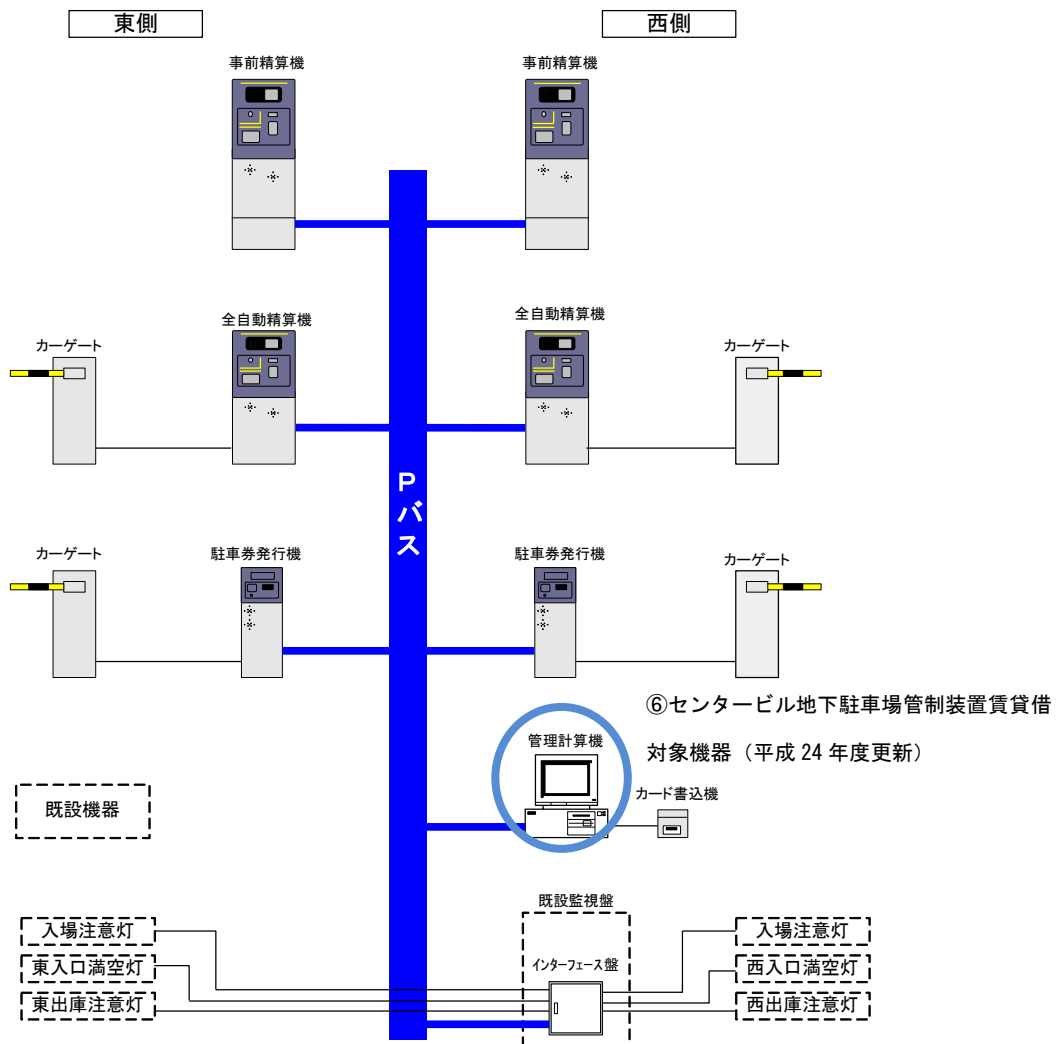 東側
西側
事前精算機
事前精算機
全自動精算機
全自動精算機
カーゲート
カーゲート
Pバス
カーゲート
駐車券発行機
駐車券発行機
カーゲート
⑥センタービル地下駐車場管制装置賃貸借
対象機器（平成 24 年度更新）
管理計算機
カード書込機
既設機器
既設監視盤
入場注意灯
入場注意灯
東入口満空灯
インターフェース盤
西入口満空灯
東出庫注意灯
西出庫注意灯